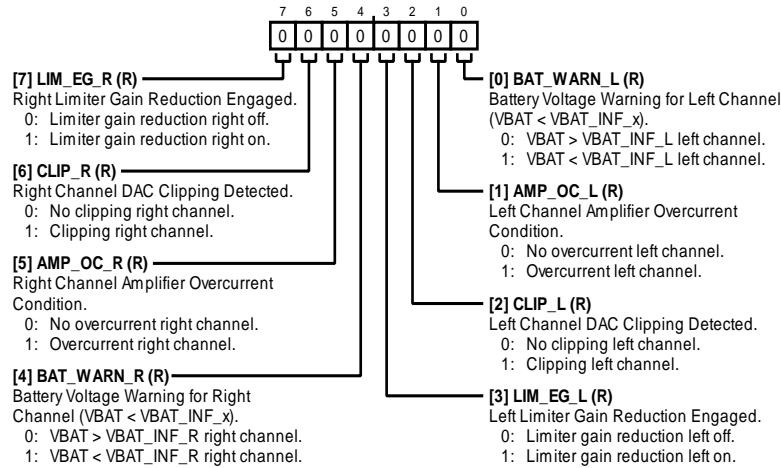 7 6 5 4 3 2 1 0
0 0 0 0 0 0 0 0
[7] LIM_EG_R (R)
Right Limiter Gain Reduction Engaged.
0: Limiter gain reduction right off.
1: Limiter gain reduction right on.
[6] CLIP_R (R)
Right Channel DAC Clipping Detected.
0: No clipping right channel.
1: Clipping right channel.
[5] AMP_OC_R (R)
Right Channel Amplifier Overcurrent
Condition.
0: No overcurrent right channel.
1: Overcurrent right channel.
[4] BAT_WARN_R (R)
Battery Voltage Warning for Right
Channel (VBAT < VBAT_INF_x).
0: VBAT > VBAT_INF_R right channel.
1: VBAT < VBAT_INF_R right channel.
[0] BAT_WARN_L (R)
Battery Voltage Warning for Left Channel
(VBAT < VBAT_INF_x).
0: VBAT > VBAT_INF_L left channel.
1: VBAT < VBAT_INF_L left channel.
[1] AMP_OC_L (R)
Left Channel Amplifier Overcurrent
Condition.
0: No overcurrent left channel.
1: Overcurrent left channel.
[2] CLIP_L (R)
Left Channel DAC Clipping Detected.
0: No clipping left channel.
1: Clipping left channel.
[3] LIM_EG_L (R)
Left Limiter Gain Reduction Engaged.
0: Limiter gain reduction left off.
1: Limiter gain reduction left on.